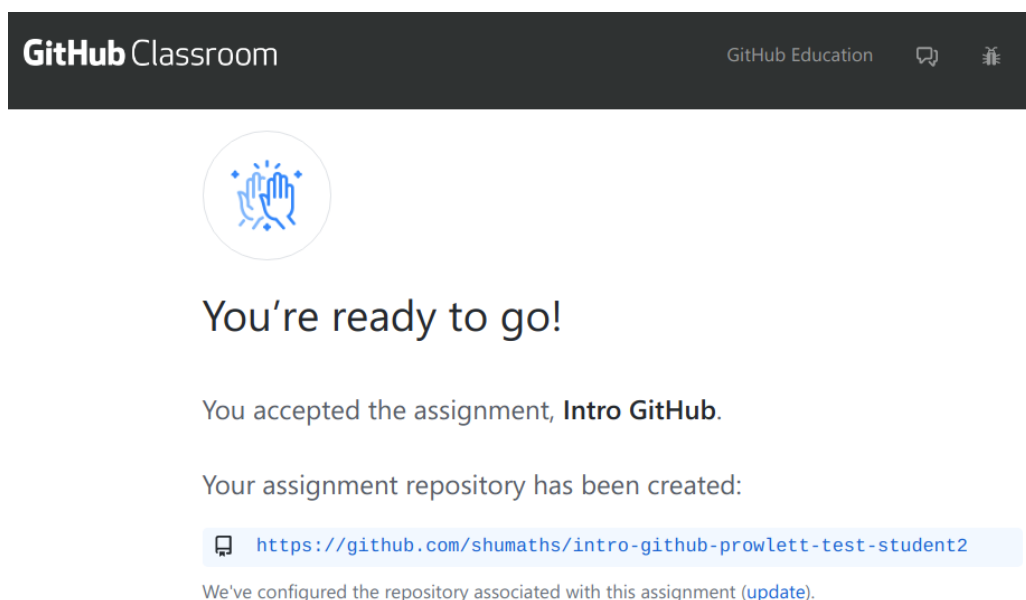 GitHub Classroom
GitHub Education
You're ready to go!
You accepted the assignment, Intro GitHub.
Your assignment repository has been created:
https://github.com/shumaths/intro-github-prowlett-test-student2
We've configured the repository associated with this assignment (update).